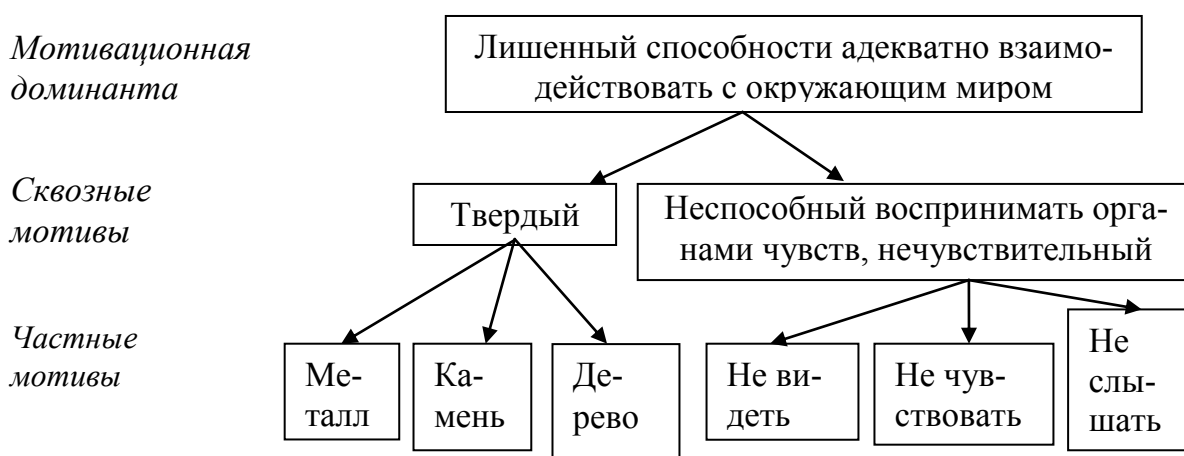 Мотивационная
доминанта
Лишенный способности адекватно взаимо-
действовать с окружающим миром
Сквозные
мотивы
Твердый
Неспособный воспринимать орга-
нами чувств, нечувствительный
Частные
мотивы
Ме-
талл
Ка-
мень
Де-
рево
Не ви-
деть
Не чув-
ствовать
Не
слы-
шать